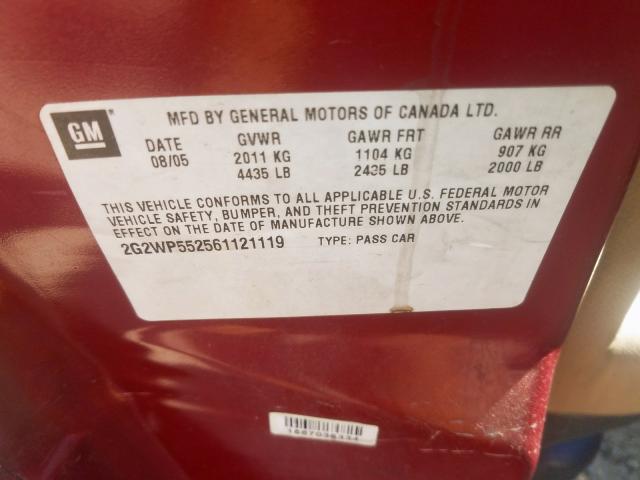 GM
MFD BY GENERAL MOTORS OF CANADA LTD.
DATE GVWR GAWR FRT GAWR RR
08/05 2011 KG 1104 KG 907 KG
4435 LB 2435 LB 2000 LB
THIS VEHICLE CONFORMS TO ALL APPLICABLE U.S. FEDERAL MOTOR
VEHICLE SAFETY, BUMPER, AND THEFT PREVENTION STANDARDS IN
EFFECT ON THE DATE OF MANUFACTURE SHOWN ABOVE.
2G2WP552561121119 TYPE: PASS CAR